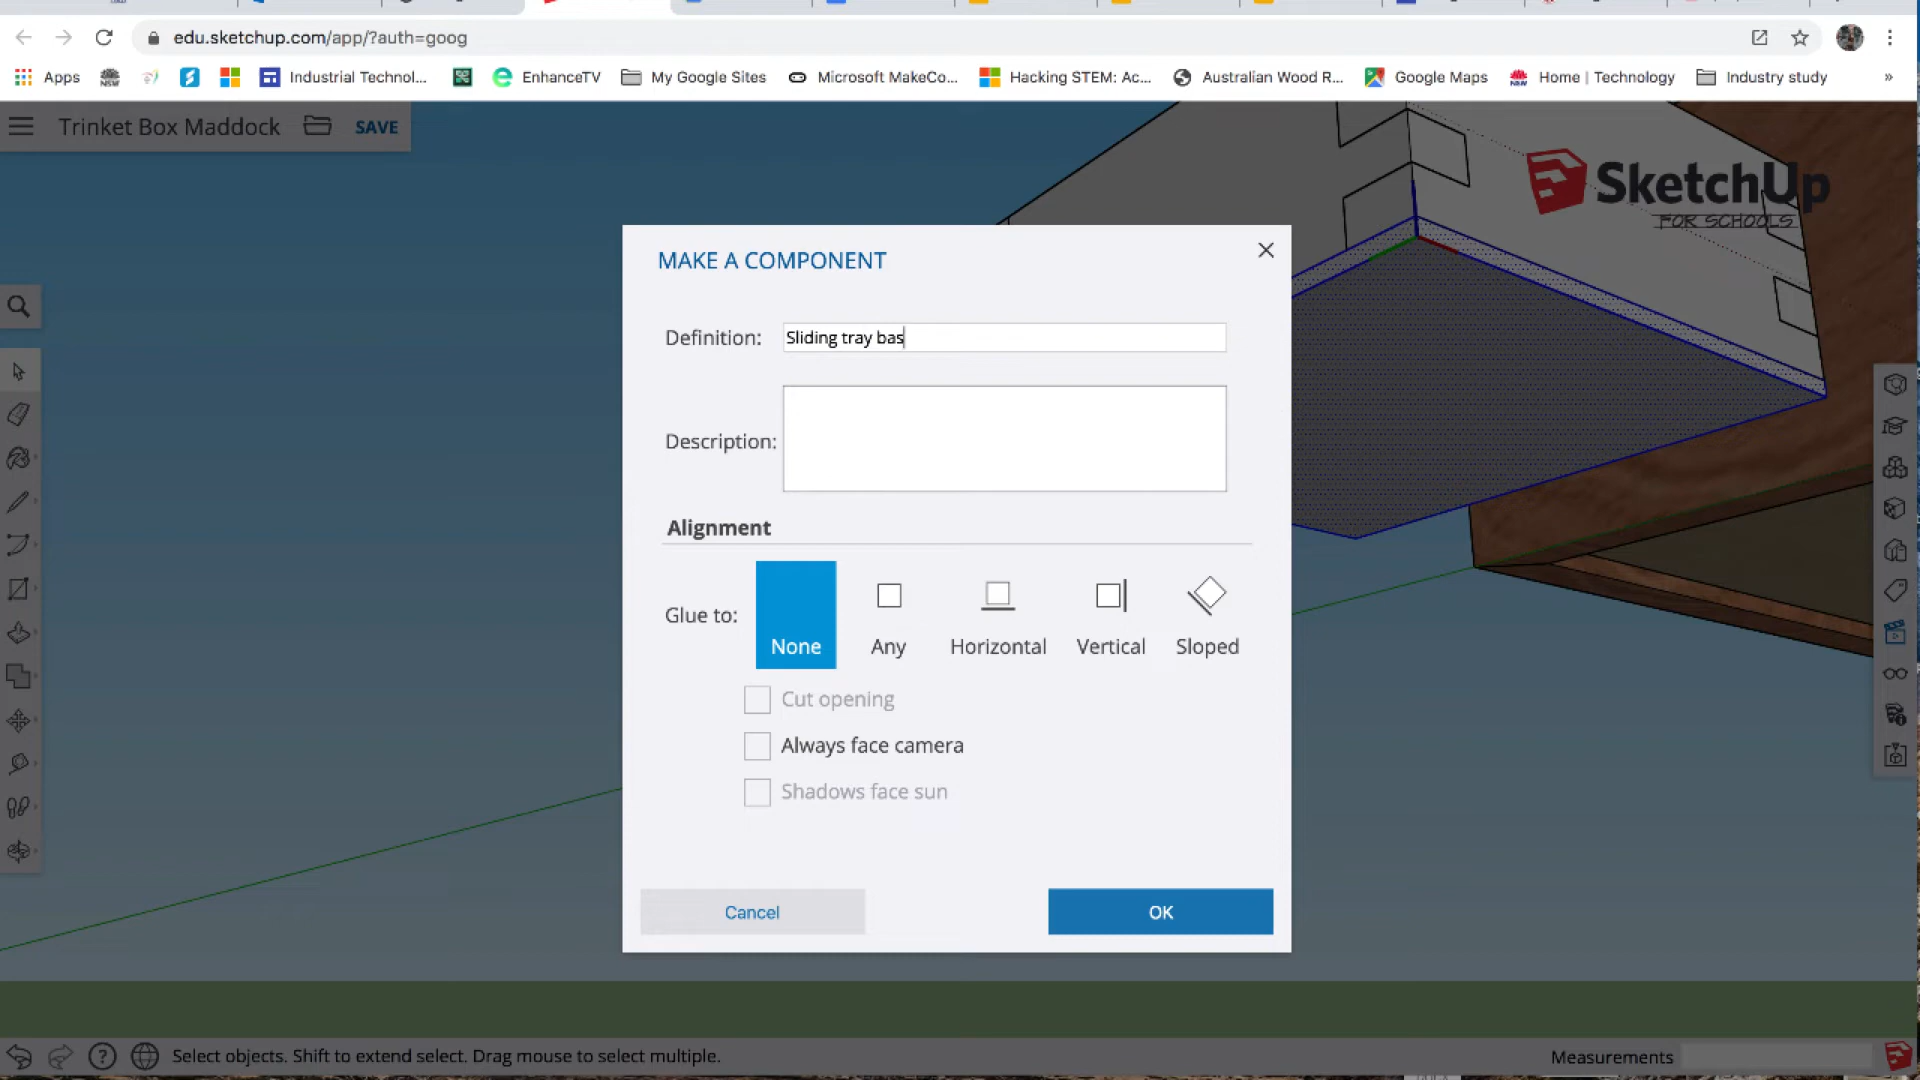 edu.sketchup.com/app/?auth=goog
Apps Industrial Technol... EnhanceTV My Google Sites Microsoft MakeCo... Hacking STEM: Ac... Australian Wood R... Google Maps Home | Technology Industry study »
Trinket Box Maddock SAVE
SketchUp
FOR SCHOOLS
MAKE A COMPONENT
Definition: Sliding tray bas
Description:
Alignment
Glue to: None Any Horizontal Vertical Sloped
Cut opening
Always face camera
Shadows face sun
Cancel OK
Select objects. Shift to extend select. Drag mouse to select multiple. Measurements